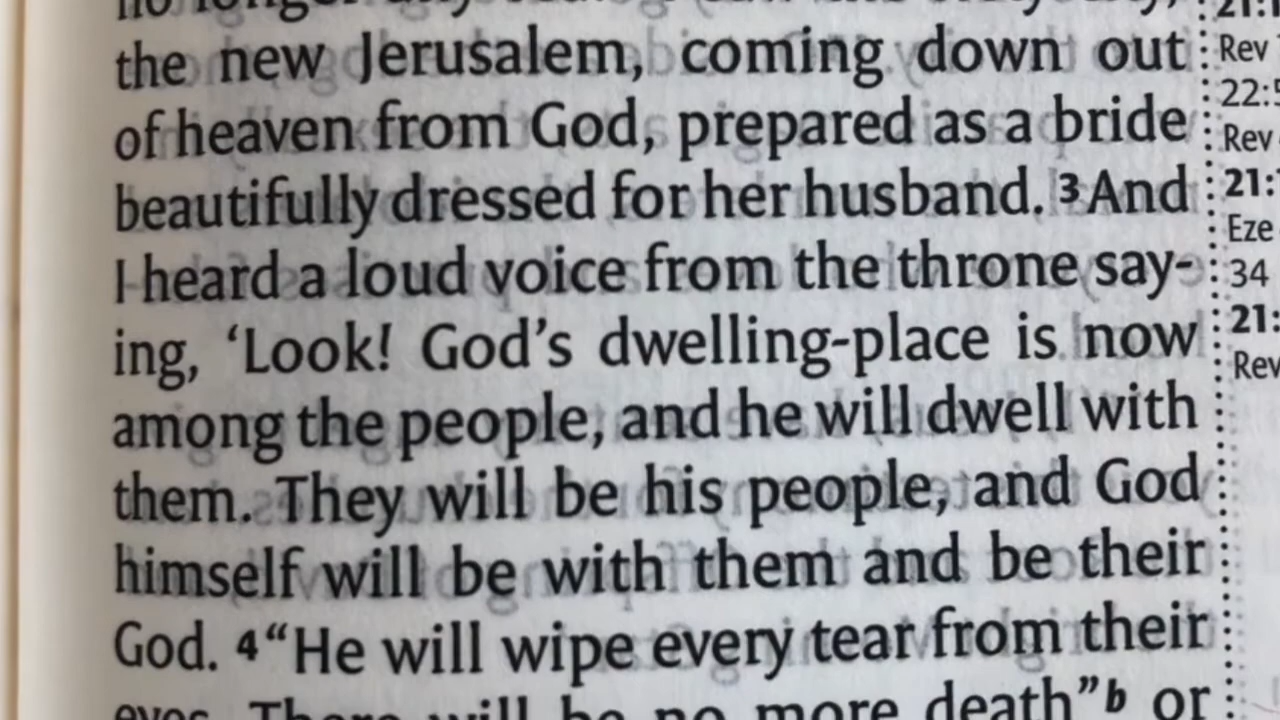 the new Jerusalem, coming down out
of heaven from God, prepared as a bride
beautifully dressed for her husband. 3 And
I heard a loud voice from the throne say-
ing, ‘Look! God’s dwelling-place is now
among the people, and he will dwell with
them. They will be his people, and God
himself will be with them and be their
God. 4 “He will wipe every tear from their
eyes. There will be no more death”b or
Rev
22:
Rev
21:
Eze
34
21:
Rev